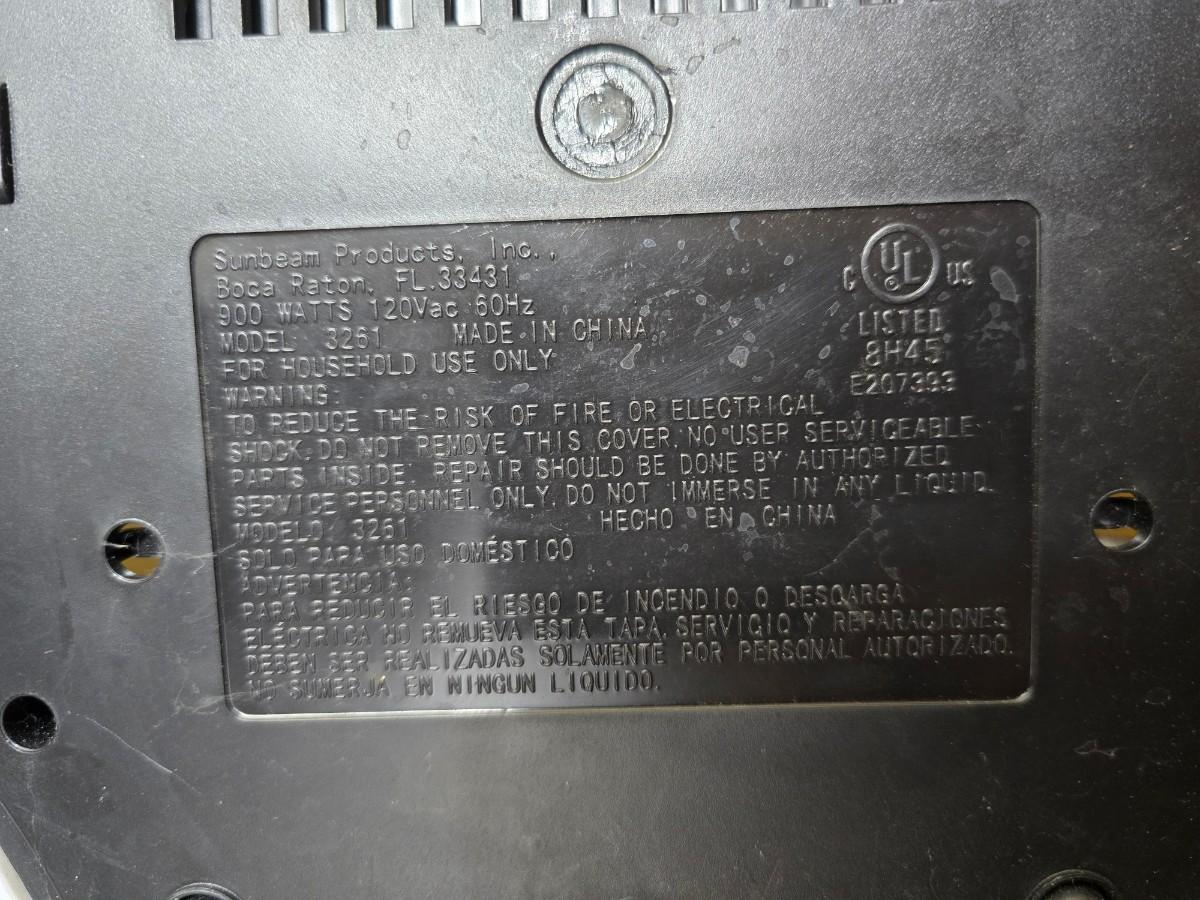 Sunbeam Products, Inc.,
Boca Raton, FL.33431
900 WATTS 120Vac 60Hz
MODEL: 3261 MADE IN CHINA
FOR HOUSEHOLD USE ONLY
WARNING:
TO REDUCE THE RISK OF FIRE OR ELECTRICAL
SHOCK, DO NOT REMOVE THIS COVER. NO USER SERVICEABLE
PARTS INSIDE. REPAIR SHOULD BE DONE BY AUTHORIZED
SERVICE PERSONNEL ONLY. DO NOT IMMERSE IN ANY LIQUID.
MODELO: 3261 HECHO EN CHINA
SOLO PARA USO DOMÉSTICO
ADVERTENCIA:
PARA REDUCIR EL RIESGO DE INCENDIO O DESCARGA
ELÉCTRICA NO REMUEVA ESTA TAPA. SERVICIO Y REPARACIONES
DEBEN SER REALIZADAS SOLAMENTE POR PERSONAL AUTORIZADO.
NO SUMERJA EN NINGUN LIQUIDO.
C UL US
LISTED
8H45
E207393